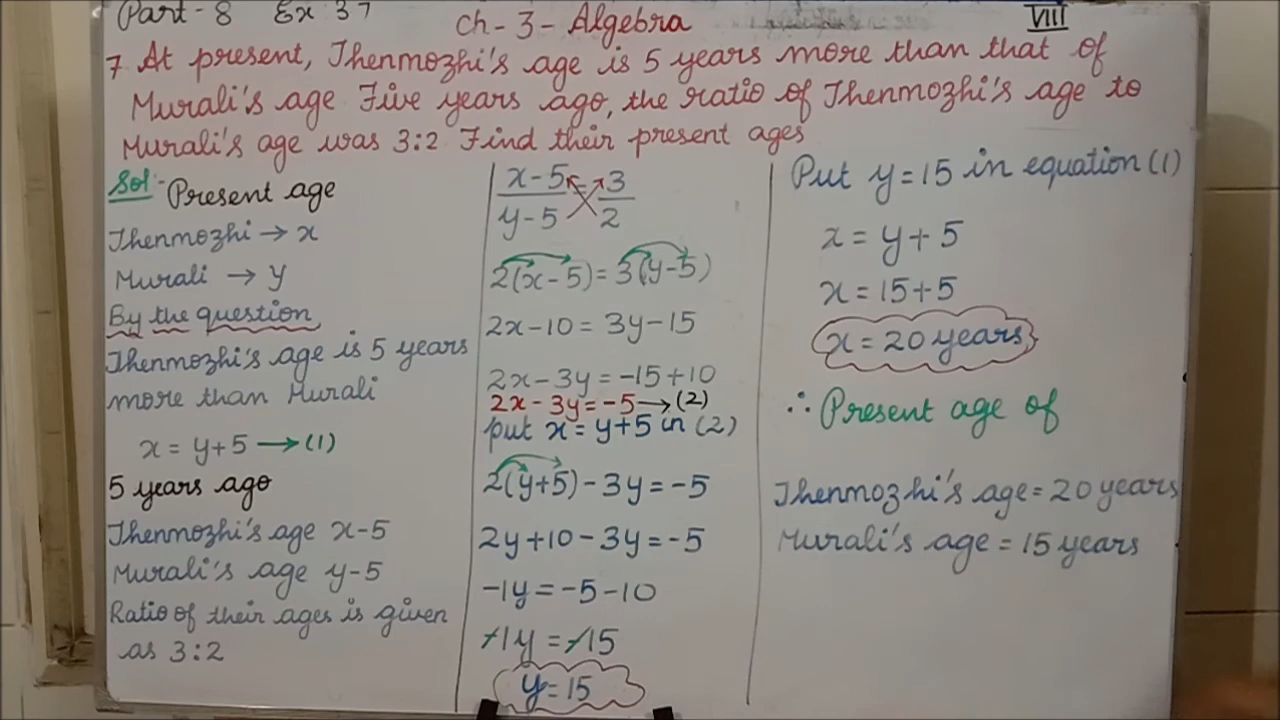 Part - 8 Ex 3.7
Ch - 3 - Algebra
VIII
7 At present, Thenmozhi's age is 5 years more than that of
Murali's age Five years ago, the ratio of Thenmozhi's age to
Murali's age was 3:2 Find their present ages
Sol:- Present age
Thenmozhi → x
Murali → y
By the question
Thenmozhi's age is 5 years
more than Murali
x = y+5 → (1)
5 years ago
Thenmozhi's age x-5
Murali's age y-5
Ratio of their ages is given
as 3:2
x-5 = 3
y-5 2
2(x-5) = 3(y-5)
2x-10 = 3y-15
2x-3y = -15+10
2x-3y = -5 → (2)
put x = y+5 in (2)
2(y+5) - 3y = -5
2y+10-3y = -5
-1y = -5-10
-1y = -15
y = 15
Put y = 15 in equation (1)
x = y+5
x = 15+5
x = 20 years
∴ Present age of
Thenmozhi's age = 20 years
Murali's age = 15 years